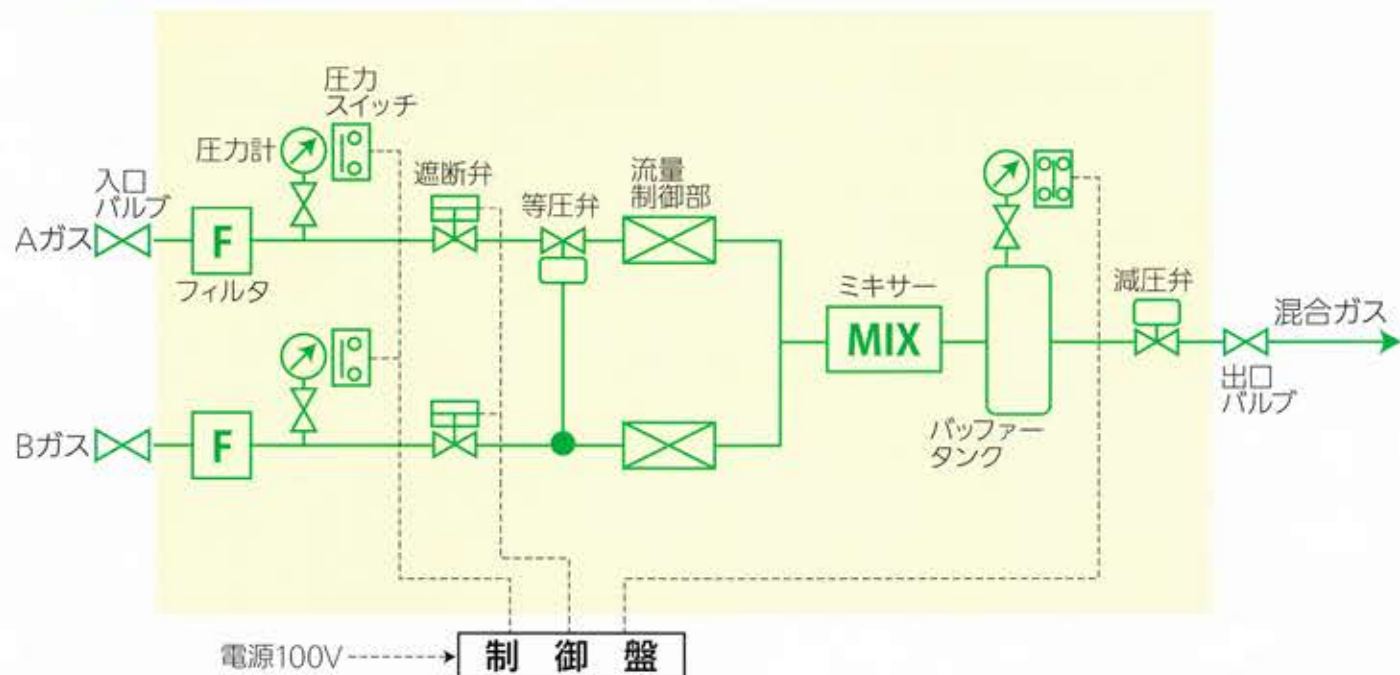 圧力
スイッチ
圧力計
入口
バルブ
遮断弁
等圧弁
流量
制御部
Aガス
F
フィルタ
ミキサー
MIX
減圧弁
混合ガス
出口
バルブ
バッファー
タンク
Bガス
F
電源100V
制御盤